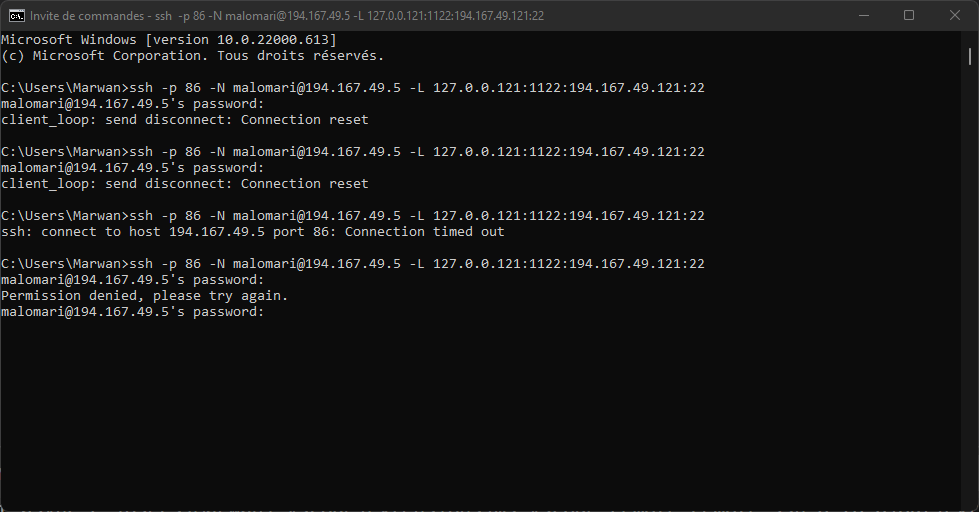 Invite de commandes - ssh -p 86 -N malomari@194.167.49.5 -L 127.0.0.121:1122:194.167.49.121:22
Microsoft Windows [version 10.0.22000.613]
(c) Microsoft Corporation. Tous droits réservés.
C:\Users\Marwan>ssh -p 86 -N malomari@194.167.49.5 -L 127.0.0.121:1122:194.167.49.121:22
malomari@194.167.49.5's password:
client_loop: send disconnect: Connection reset
C:\Users\Marwan>ssh -p 86 -N malomari@194.167.49.5 -L 127.0.0.121:1122:194.167.49.121:22
malomari@194.167.49.5's password:
client_loop: send disconnect: Connection reset
C:\Users\Marwan>ssh -p 86 -N malomari@194.167.49.5 -L 127.0.0.121:1122:194.167.49.121:22
ssh: connect to host 194.167.49.5 port 86: Connection timed out
C:\Users\Marwan>ssh -p 86 -N malomari@194.167.49.5 -L 127.0.0.121:1122:194.167.49.121:22
malomari@194.167.49.5's password:
Permission denied, please try again.
malomari@194.167.49.5's password: